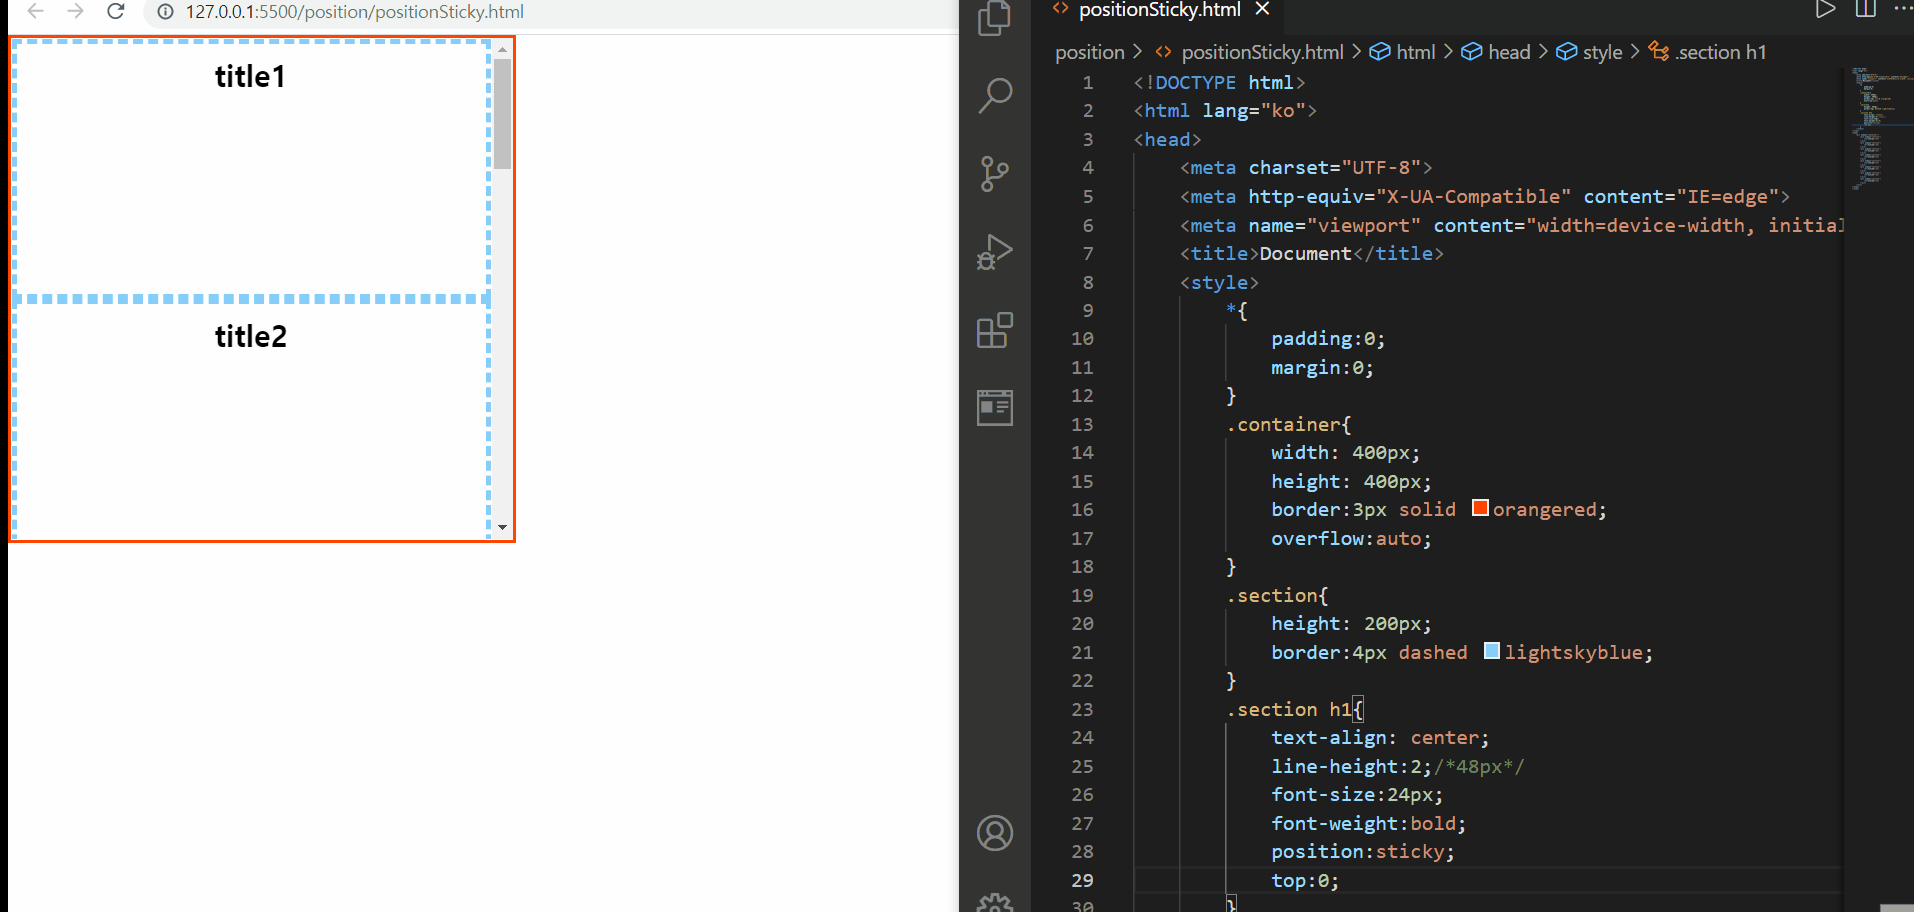 127.0.0.1:5500/position/positionSticky.html
title1
title2
positionSticky.html
position > positionSticky.html > html > head > style > .section h1
1 <!DOCTYPE html>
2 <html lang="ko">
3 <head>
4 <meta charset="UTF-8">
5 <meta http-equiv="X-UA-Compatible" content="IE=edge">
6 <meta name="viewport" content="width=device-width, initial
7 <title>Document</title>
8 <style>
9 *{
10 padding:0;
11 margin:0;
12 }
13 .container{
14 width: 400px;
15 height: 400px;
16 border:3px solid orangered;
17 overflow:auto;
18 }
19 .section{
20 height: 200px;
21 border:4px dashed lightskyblue;
22 }
23 .section h1{
24 text-align: center;
25 line-height:2;/*48px*/
26 font-size:24px;
27 font-weight:bold;
28 position:sticky;
29 top:0;
30 }